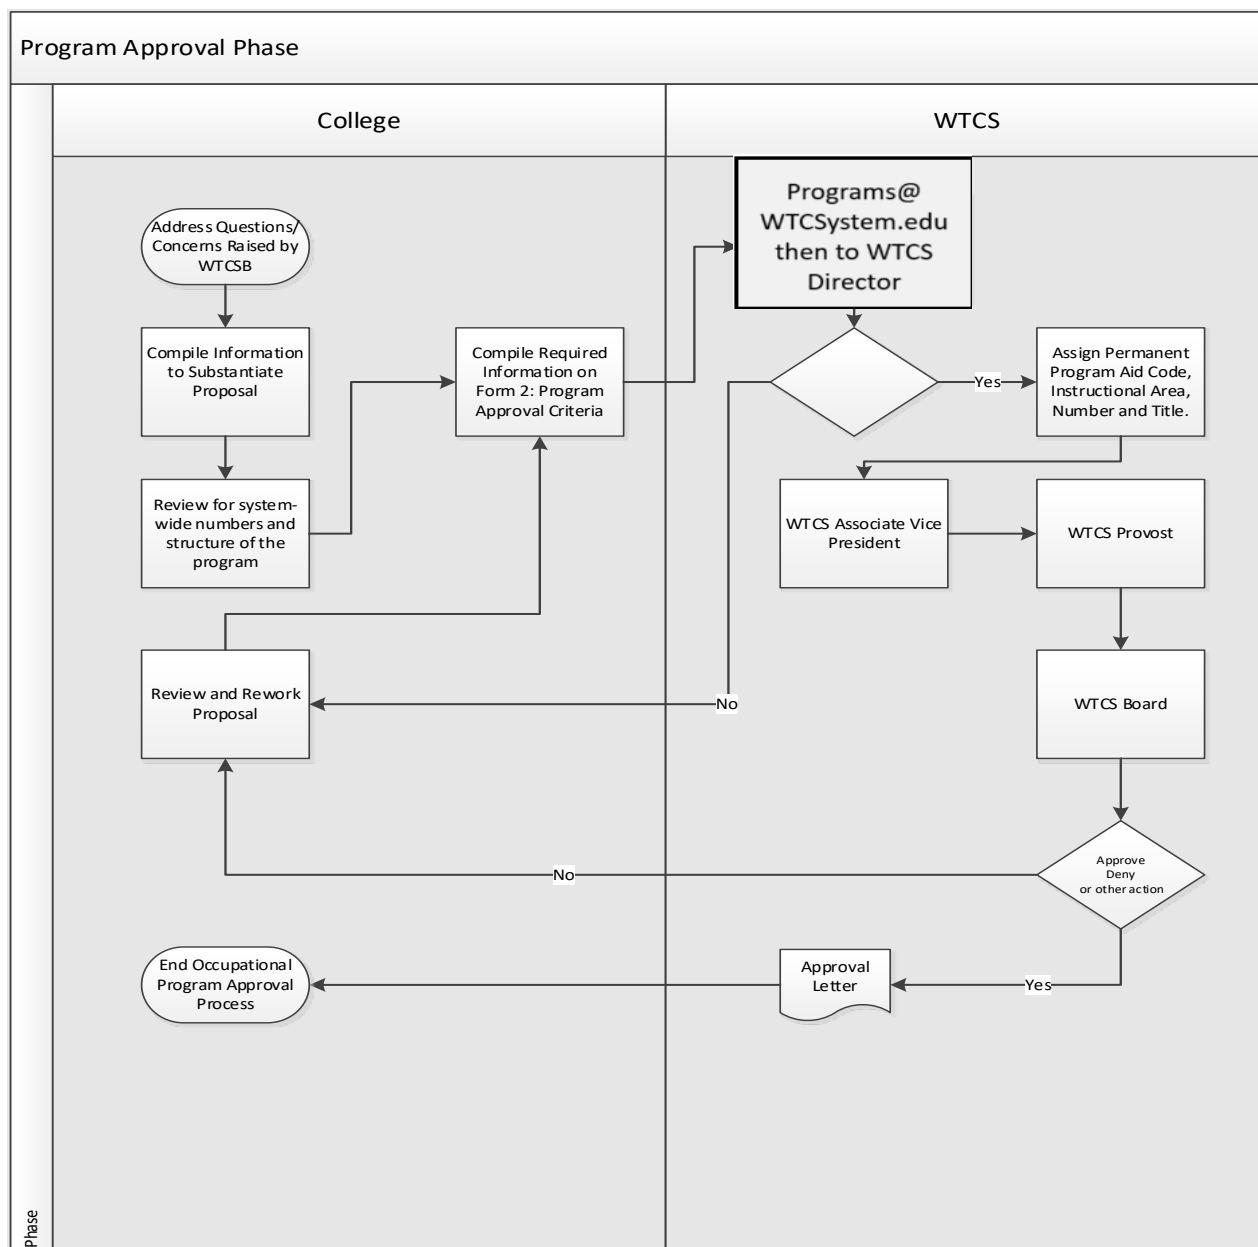 Program Approval Phase
College
WTCS
Address Questions/
Concerns Raised by
WTCSB
Compile Information
to Substantiate
Proposal
Review for system-
wide numbers and
structure of the
program
Compile Required
Information on
Form 2: Program
Approval Criteria
Programs@
WTCSystem.edu
then to WTCS
Director
Yes
Assign Permanent
Program Aid Code,
Instructional Area,
Number and Title.
WTCS Associate Vice
President
WTCS Provost
Review and Rework
Proposal
No
WTCS Board
No
Approve
Deny
or other action
End Occupational
Program Approval
Process
Approval
Letter
Yes
Phase